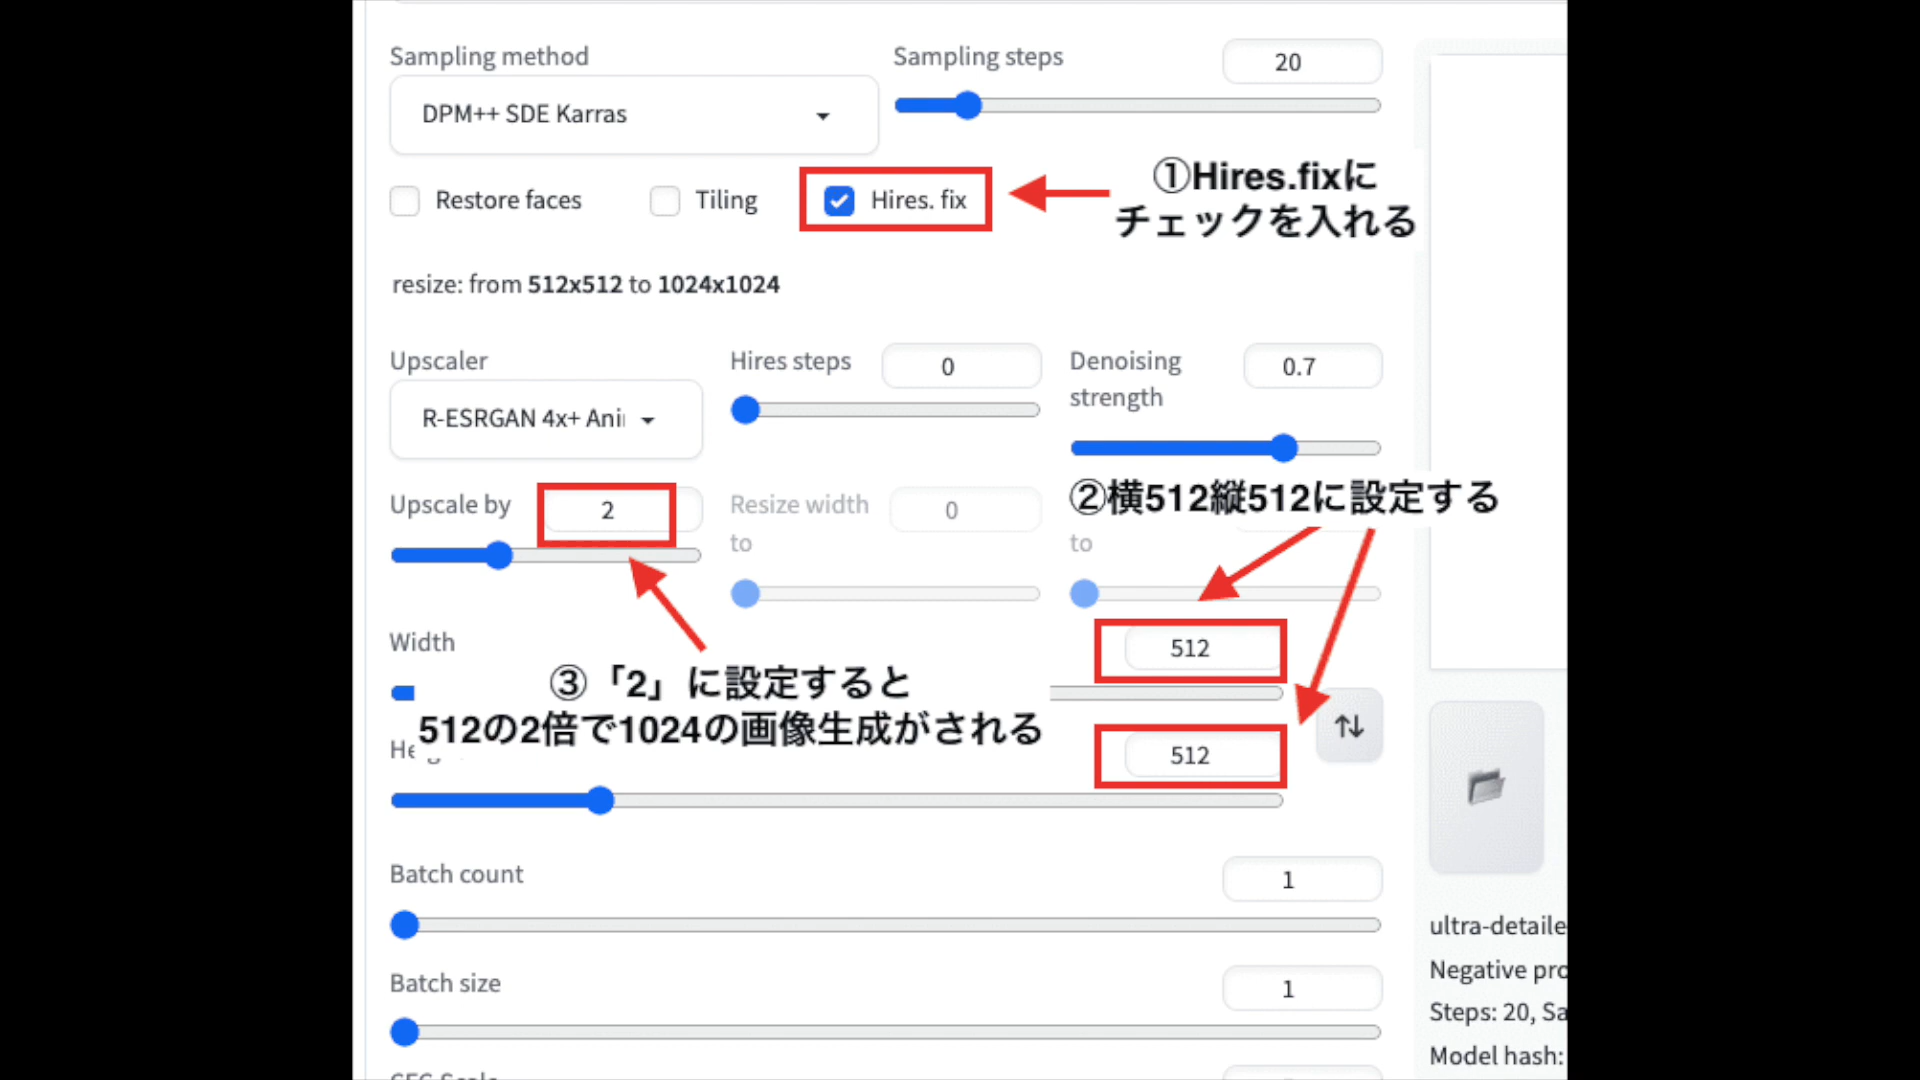 Sampling method
Sampling steps
20
DPM++ SDE Karras
Restore faces
Tiling
Hires. fix
①Hires.fixに
チェックを入れる
resize: from 512x512 to 1024x1024
Upscaler
Hires steps
0
Denoising
strength
0.7
R-ESRGAN 4x+ Ani
Upscale by
2
Resize width
to
0
②横512縦512に設定する
to
Width
512
③「2」に設定すると
512の2倍で1024の画像生成がされる
512
Batch count
1
Batch size
1
ultra-detaile
Negative pro
Steps: 20, Sa
Model hash: